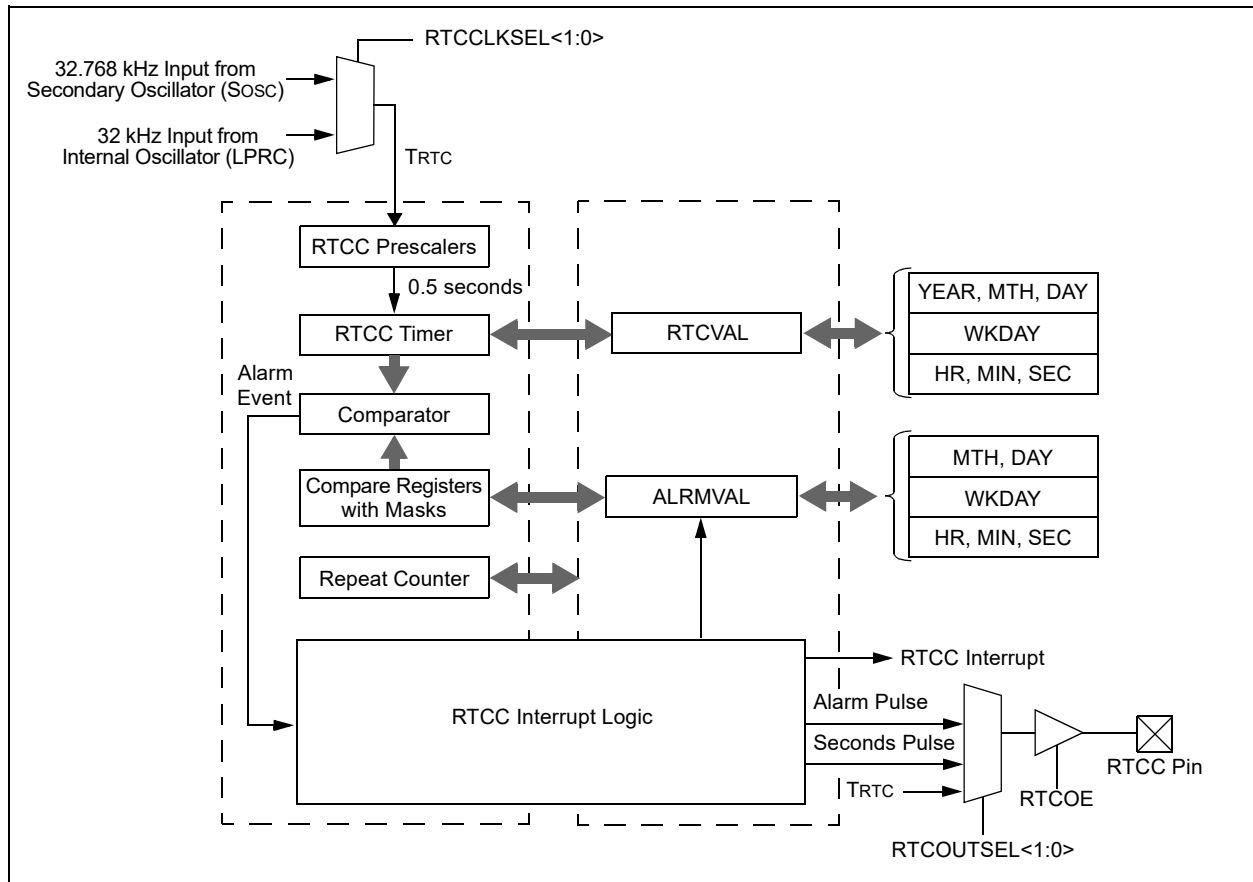 RTCCLKSEL<1:0>
32.768 kHz Input from
Secondary Oscillator (SOSC)
32 kHz Input from
Internal Oscillator (LPRC)
TRTC
RTCC Prescalers
0.5 seconds
RTCC Timer
RTCVAL
YEAR, MTH, DAY
WKDAY
HR, MIN, SEC
Alarm
Event
Comparator
Compare Registers
with Masks
ALRMVAL
MTH, DAY
WKDAY
HR, MIN, SEC
Repeat Counter
RTCC Interrupt Logic
RTCC Interrupt
Alarm Pulse
Seconds Pulse
TRTC
RTCC Pin
RTCOE
RTCOUTSEL<1:0>